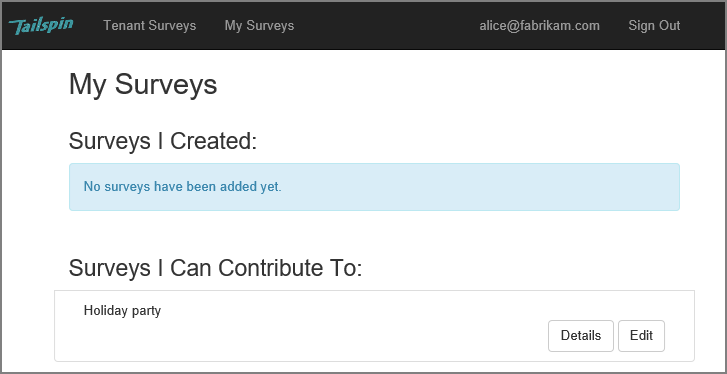 Tailspin Tenant Surveys My Surveys alice@fabrikam.com Sign Out
My Surveys
Surveys I Created:
No surveys have been added yet.
Surveys I Can Contribute To:
Holiday party
Details Edit